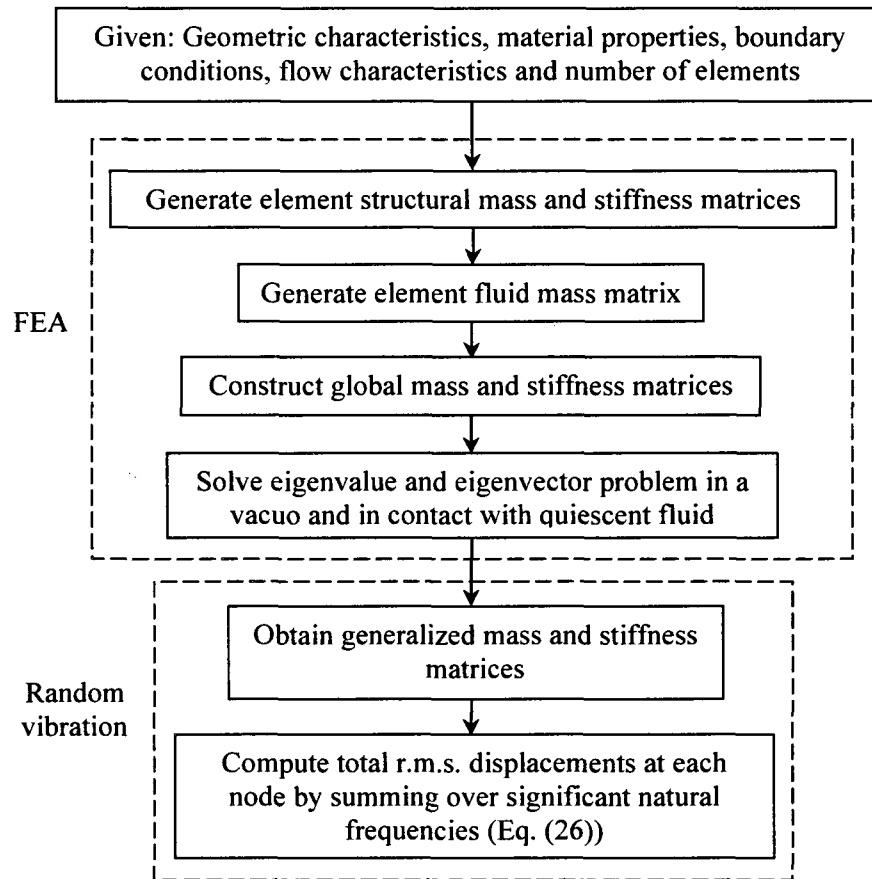 Given: Geometric characteristics, material properties, boundary
conditions, flow characteristics and number of elements
Generate element structural mass and stiffness matrices
Generate element fluid mass matrix
FEA
Construct global mass and stiffness matrices
Solve eigenvalue and eigenvector problem in a
vacuo and in contact with quiescent fluid
Obtain generalized mass and stiffness
matrices
Random
vibration
Compute total r.m.s. displacements at each
node by summing over significant natural
frequencies (Eq. (26))